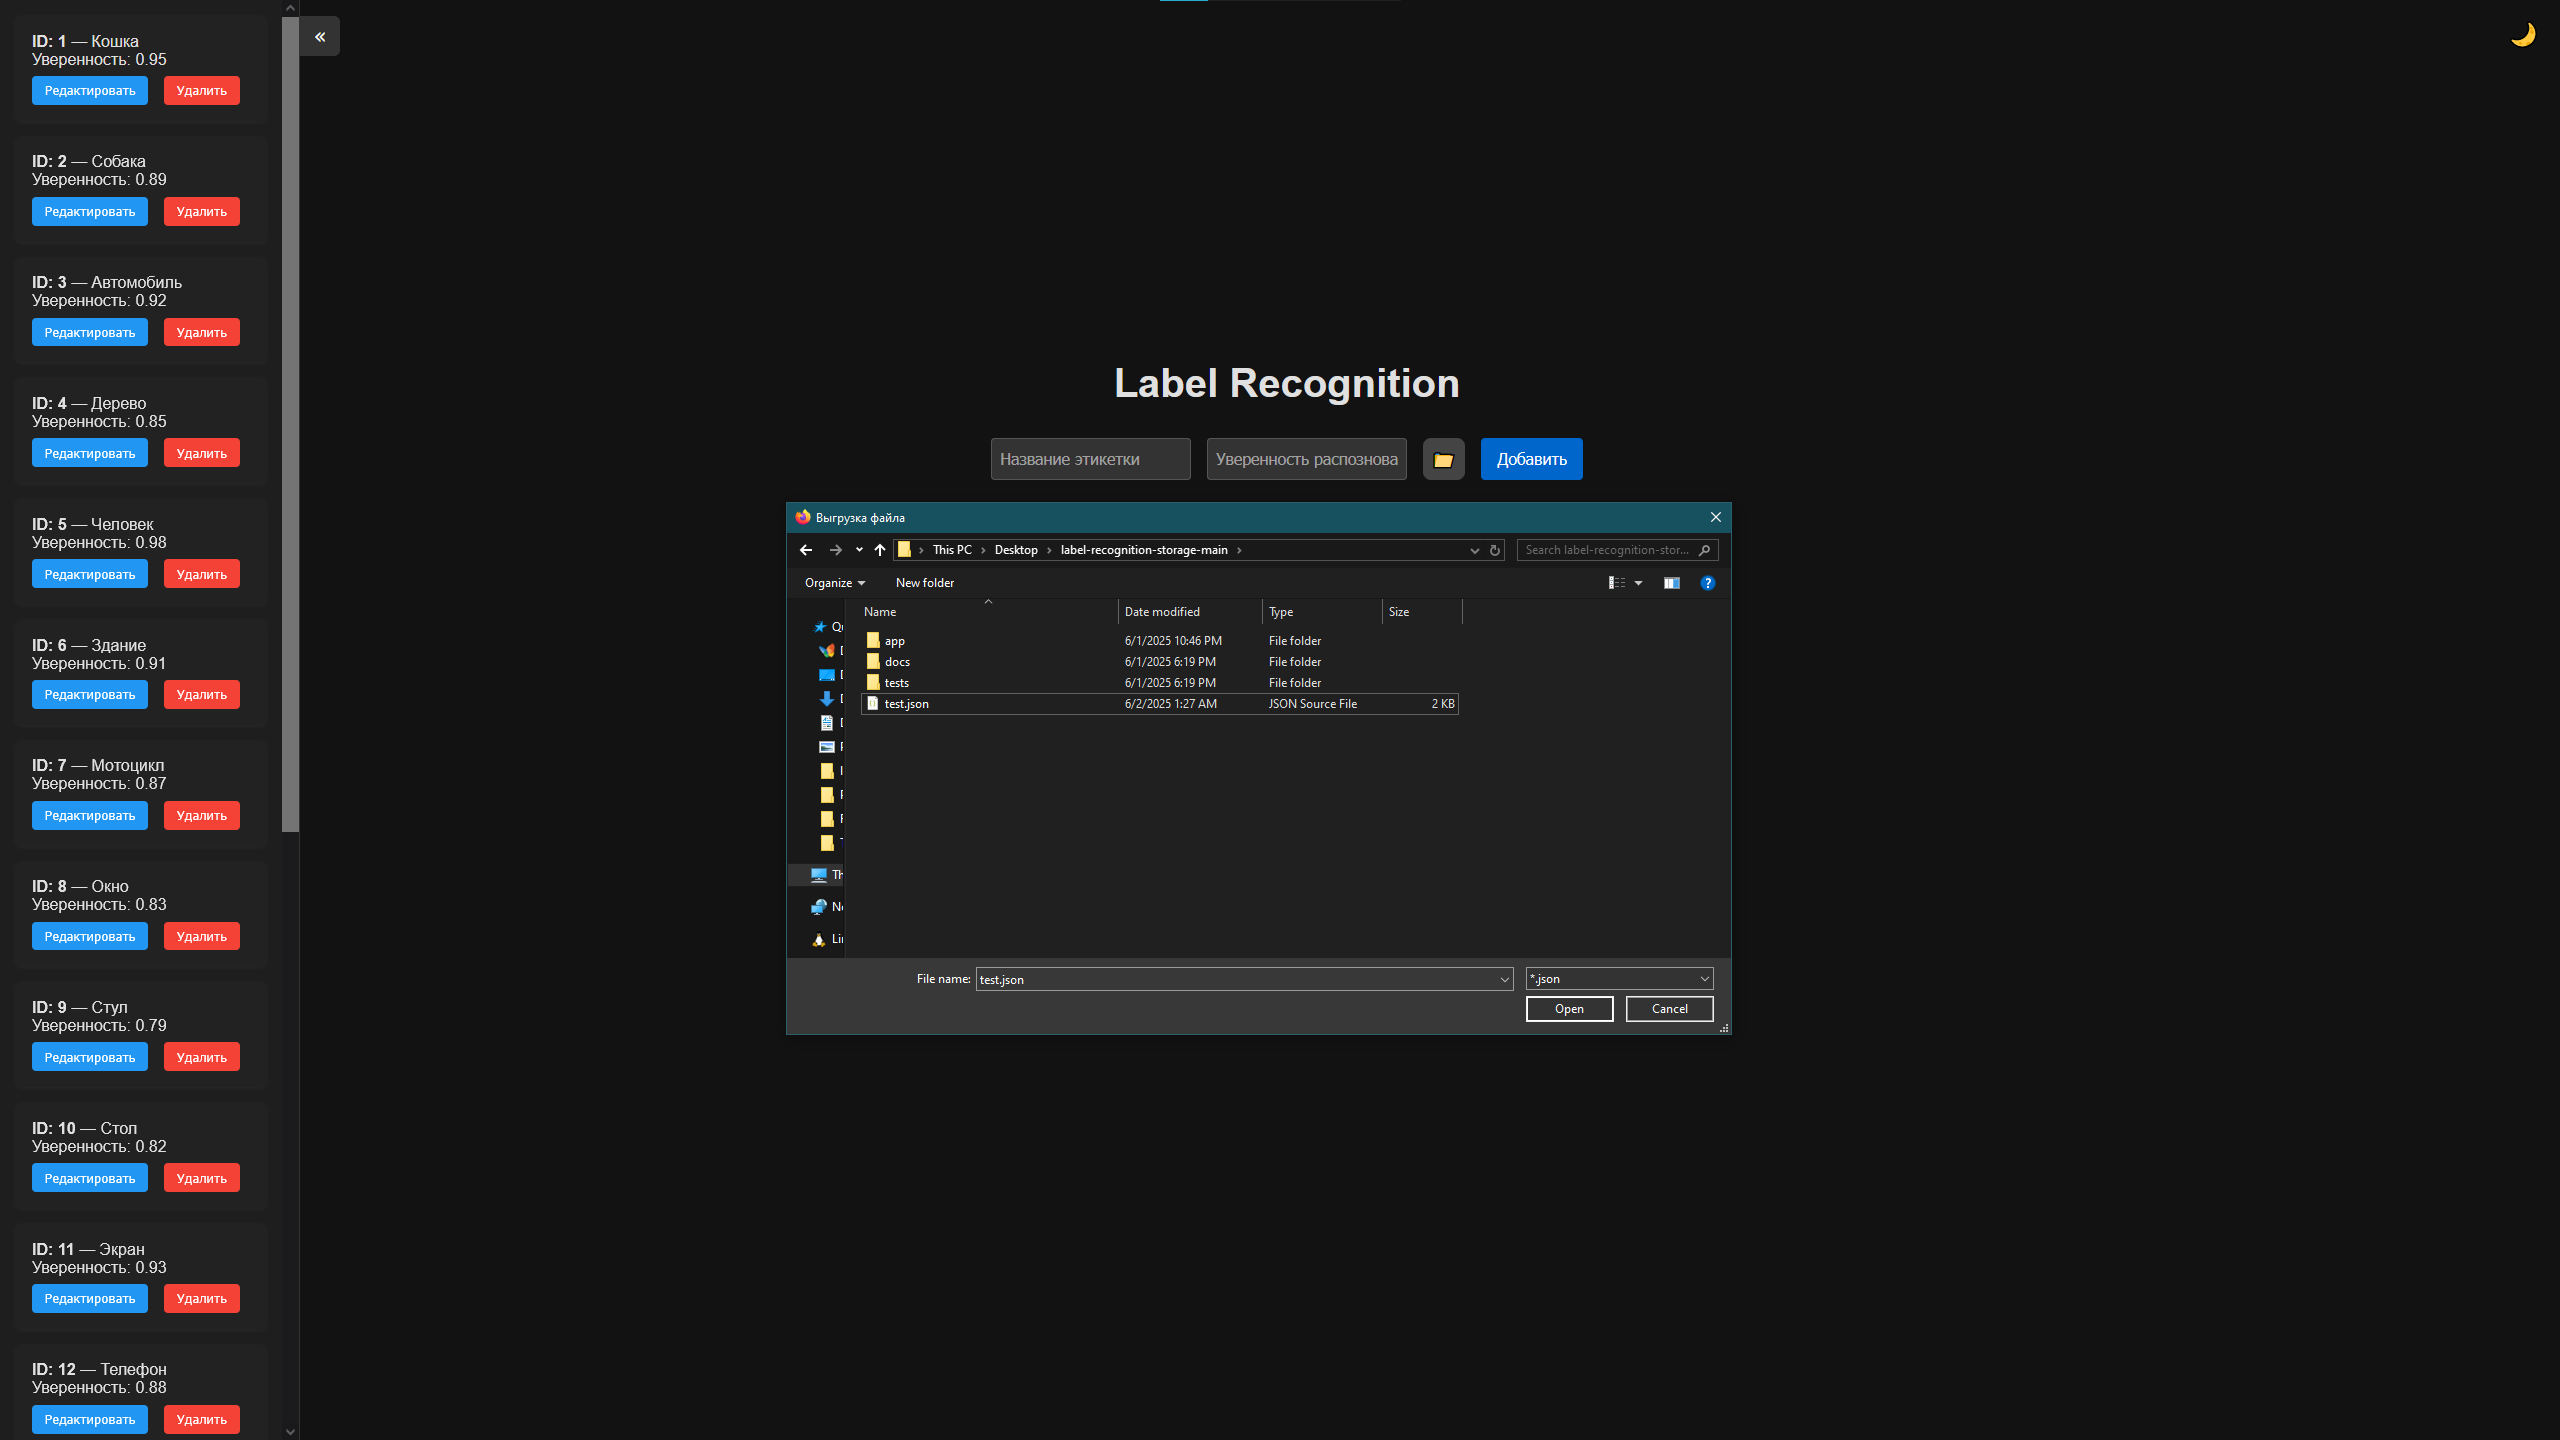 ID: 1 — Кошка
Уверенность: 0.95
Редактировать Удалить
ID: 2 — Собака
Уверенность: 0.89
Редактировать Удалить
ID: 3 — Автомобиль
Уверенность: 0.92
Редактировать Удалить
ID: 4 — Дерево
Уверенность: 0.85
Редактировать Удалить
ID: 5 — Человек
Уверенность: 0.98
Редактировать Удалить
ID: 6 — Здание
Уверенность: 0.91
Редактировать Удалить
ID: 7 — Мотоцикл
Уверенность: 0.87
Редактировать Удалить
ID: 8 — Окно
Уверенность: 0.83
Редактировать Удалить
ID: 9 — Стул
Уверенность: 0.79
Редактировать Удалить
ID: 10 — Стол
Уверенность: 0.82
Редактировать Удалить
ID: 11 — Экран
Уверенность: 0.93
Редактировать Удалить
ID: 12 — Телефон
Уверенность: 0.88
Редактировать Удалить
«
Label Recognition
Название этикетки Уверенность распознова Добавить
Выгрузка файла
› This PC › Desktop › label-recognition-storage-main › Search label-recognition-stor...
Organize New folder
Name Date modified Type Size
app 6/1/2025 10:46 PM File folder
docs 6/1/2025 6:19 PM File folder
tests 6/1/2025 6:19 PM File folder
test.json 6/2/2025 1:27 AM JSON Source File 2 KB
File name: test.json *.json
Open Cancel